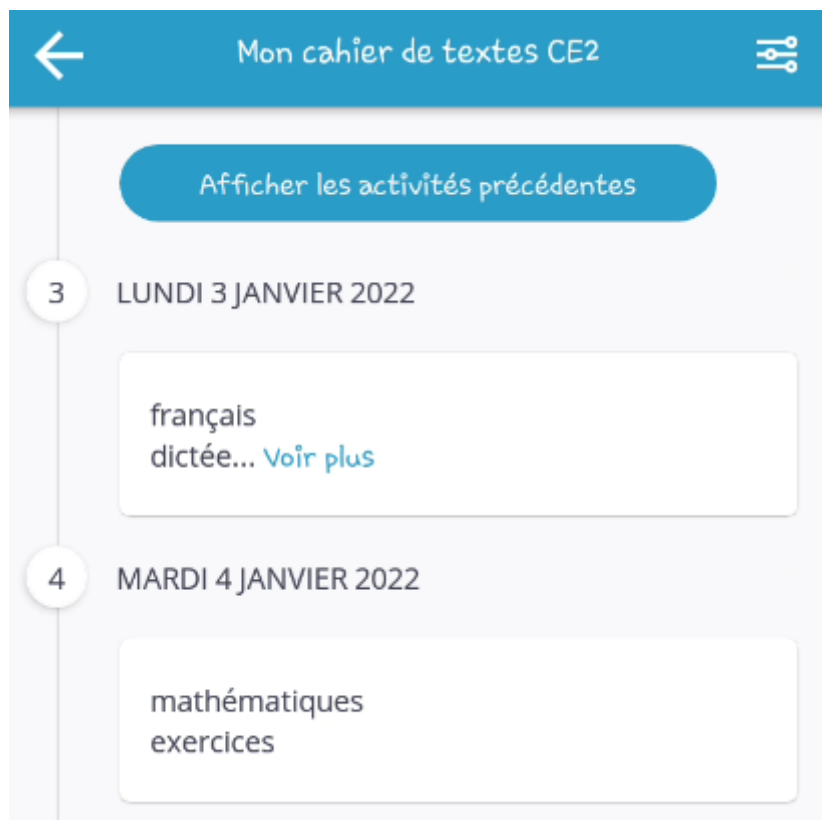 Mon cahier de textes CE2
Afficher les activités précédentes
3
LUNDI 3 JANVIER 2022
français
dictée... Voir plus
4
MARDI 4 JANVIER 2022
mathématiques
exercices